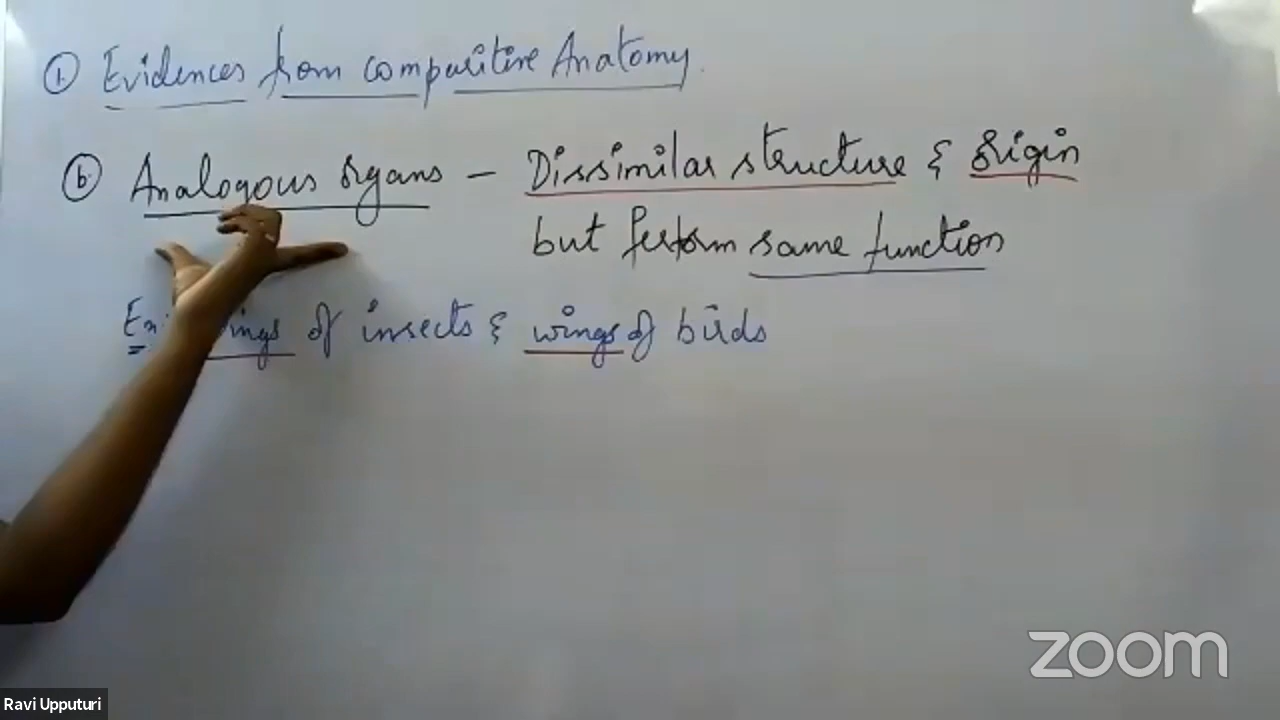 ① Evidences from comparitive Anatomy.
ⓑ Analogous organs - Dissimilar structure & Origin
but Perform same function
wings of insects & wings of birds
zoom
Ravi Upputuri